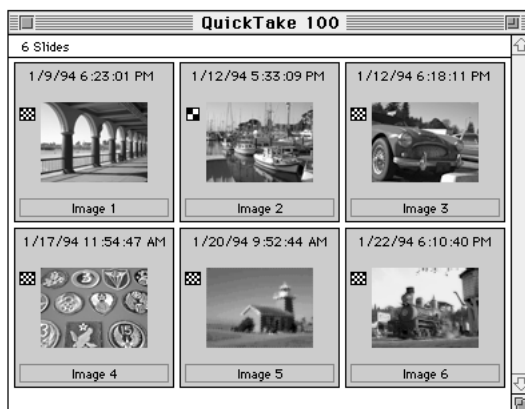 QuickTake 100
6 Slides
1/9/94 6:23:01 PM
1/12/94 5:33:09 PM
1/12/94 6:18:11 PM
Image 1
Image 2
Image 3
1/17/94 11:54:47 AM
1/20/94 9:52:44 AM
1/22/94 6:10:40 PM
15
Image 4
Image 5
Image 6